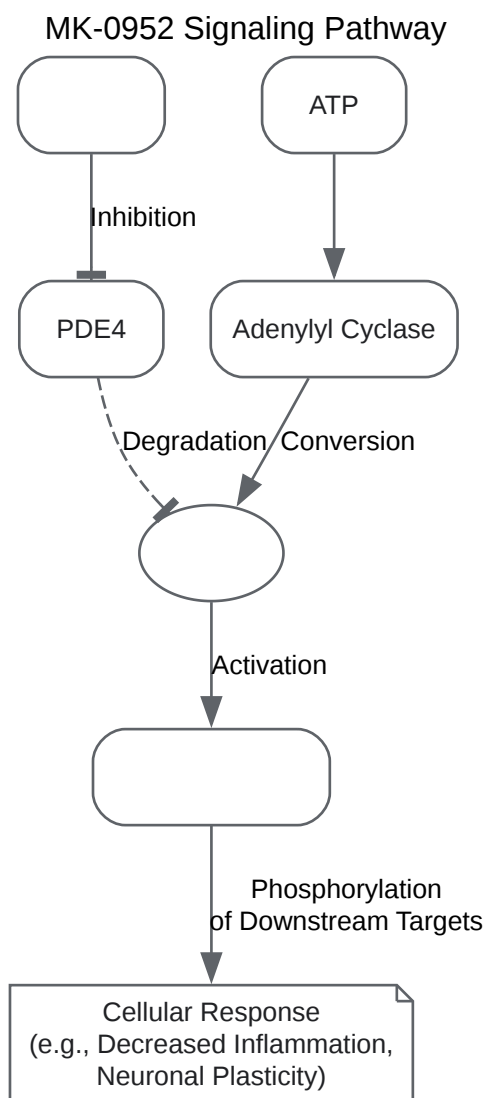 MK-0952 Signaling Pathway
ATP
Inhibition
PDE4
Adenylyl Cyclase
Degradation
Conversion
Activation
Phosphorylation
of Downstream Targets
Cellular Response
(e.g., Decreased Inflammation,
Neuronal Plasticity)